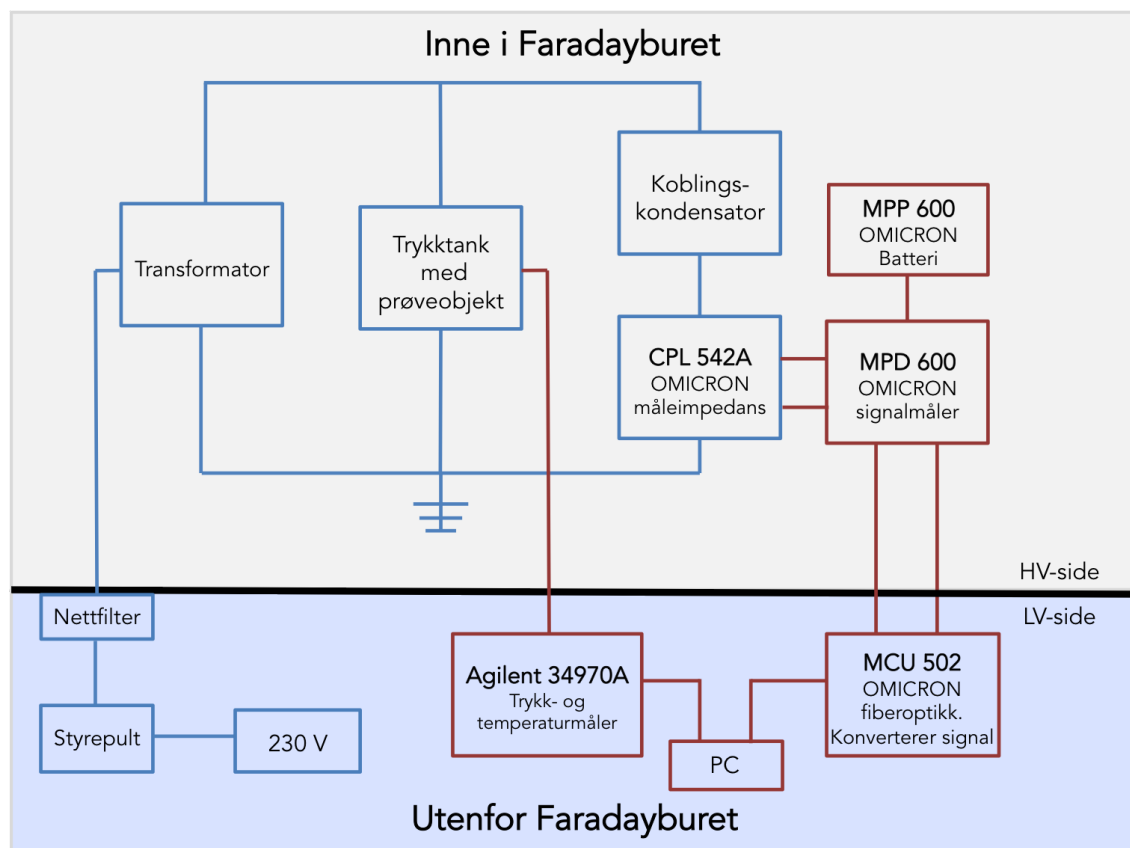 Inne i Faradayburet
Koblings-
kondensator
MPP 600
OMICRON
Batteri
Transformator
Trykktank
med
prøveobjekt
CPL 542A
OMICRON
måleimpedans
MPD 600
OMICRON
signalmåler
HV-side
LV-side
Nettfilter
Styrepult
230 V
Agilent 34970A
Trykk- og
temperaturmåler
PC
MCU 502
OMICRON
fiberoptikk.
Konverterer signal
Utenfor Faradayburet